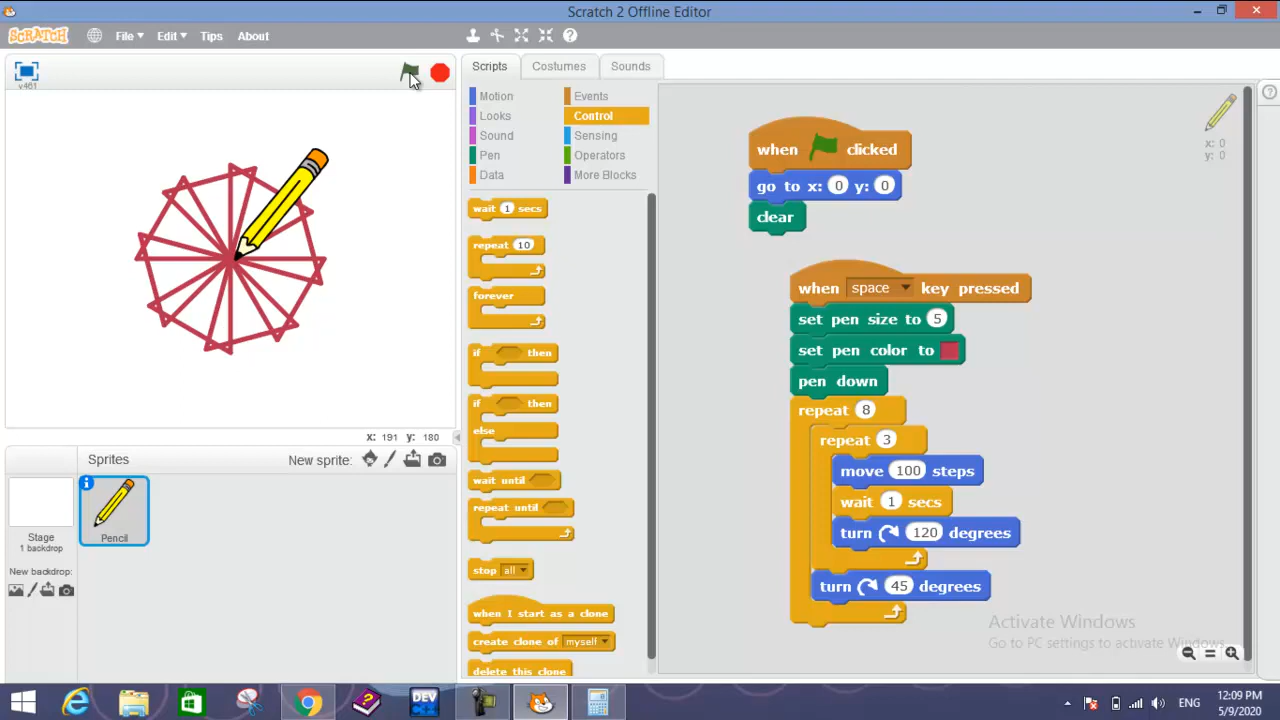 Scratch 2 Offline Editor
SCRATCH File Edit Tips About
v461
Scripts Costumes Sounds
Motion Events
Looks Control
Sound Sensing
Pen Operators
Data More Blocks
wait 1 secs
repeat 10
forever
if then
if then
else
wait until
repeat until
stop all
when I start as a clone
create clone of myself
delete this clone
when clicked
go to x: 0 y: 0
clear
when space key pressed
set pen size to 5
set pen color to
pen down
repeat 8
repeat 3
move 100 steps
wait 1 secs
turn 120 degrees
turn 45 degrees
x: 0
y: 0
x: 191 y: 180
Sprites New sprite:
Stage
1 backdrop
New backdrop:
Pencil
Activate Windows
Go to PC settings to activate Windows.
DEV
ENG
12:09 PM
5/9/2020